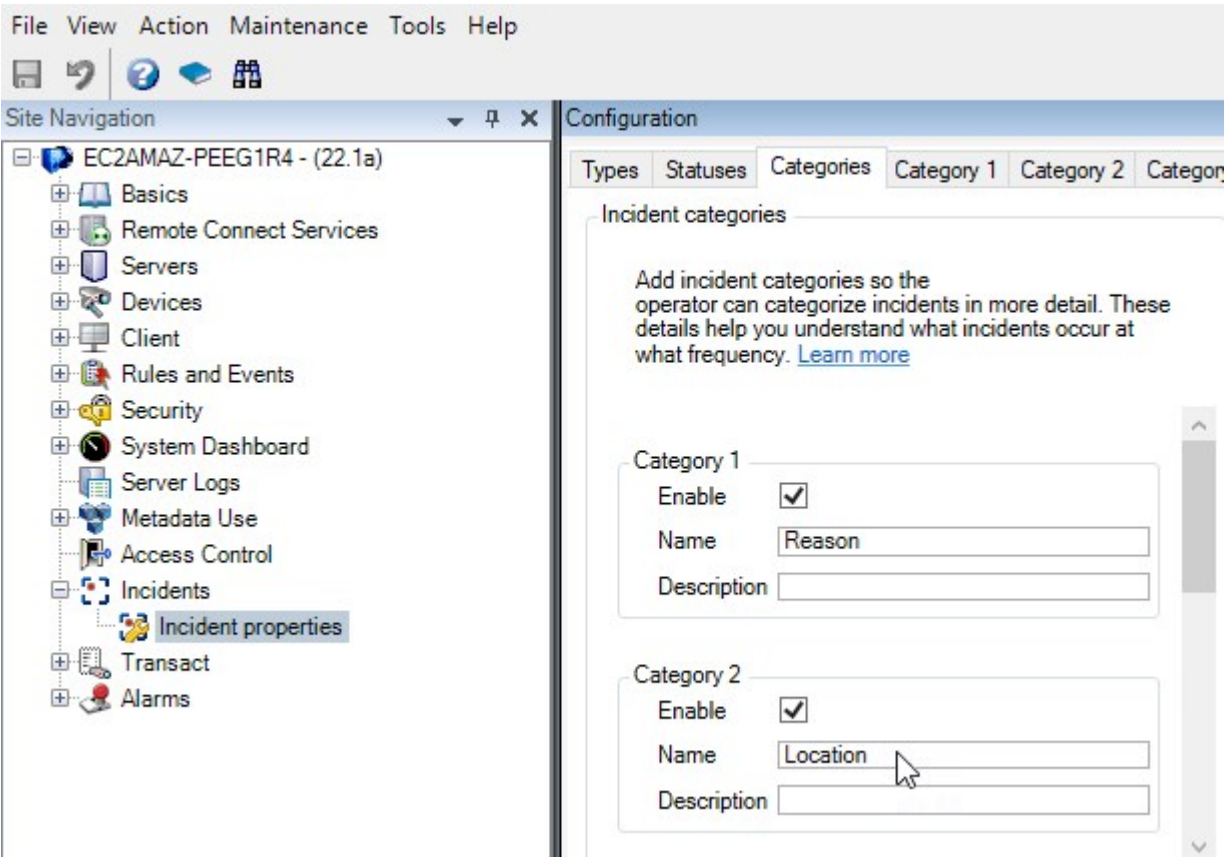 File View Action Maintenance Tools Help
Site Navigation
EC2AMAZ-PEEG1R4 - (22.1a)
Basics
Remote Connect Services
Servers
Devices
Client
Rules and Events
Security
System Dashboard
Server Logs
Metadata Use
Access Control
Incidents
Incident properties
Transact
Alarms
Configuration
Types Statuses Categories Category 1 Category 2 Category
Incident categories
Add incident categories so the
operator can categorize incidents in more detail. These
details help you understand what incidents occur at
what frequency. Learn more
Category 1
Enable
Name Reason
Description
Category 2
Enable
Name Location
Description